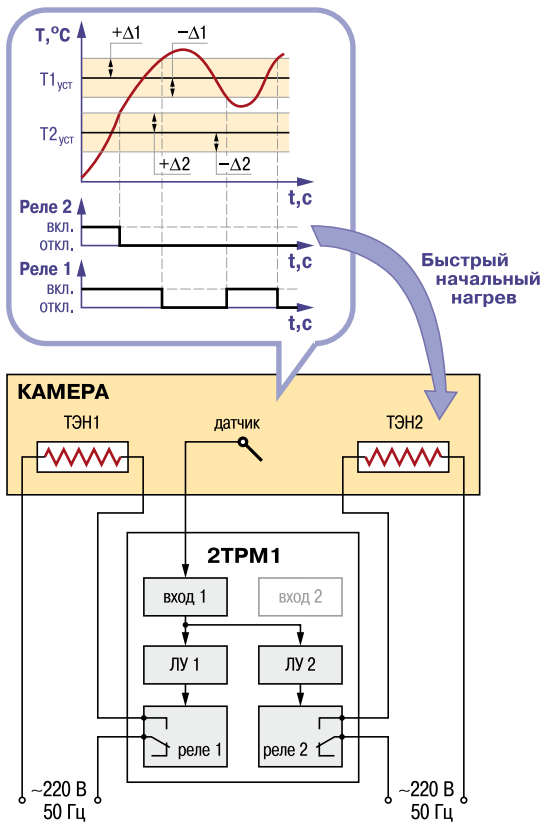 T,°C
+Δ1
−Δ1
T1уст
T2уст
+Δ2
−Δ2
t,c
Реле 2
вкл.
откл.
t,c
Реле 1
вкл.
откл.
t,c
Быстрый
начальный
нагрев
КАМЕРА
ТЭН1
датчик
ТЭН2
2ТРМ1
вход 1
вход 2
ЛУ 1
ЛУ 2
реле 1
реле 2
~220 В
50 Гц
~220 В
50 Гц